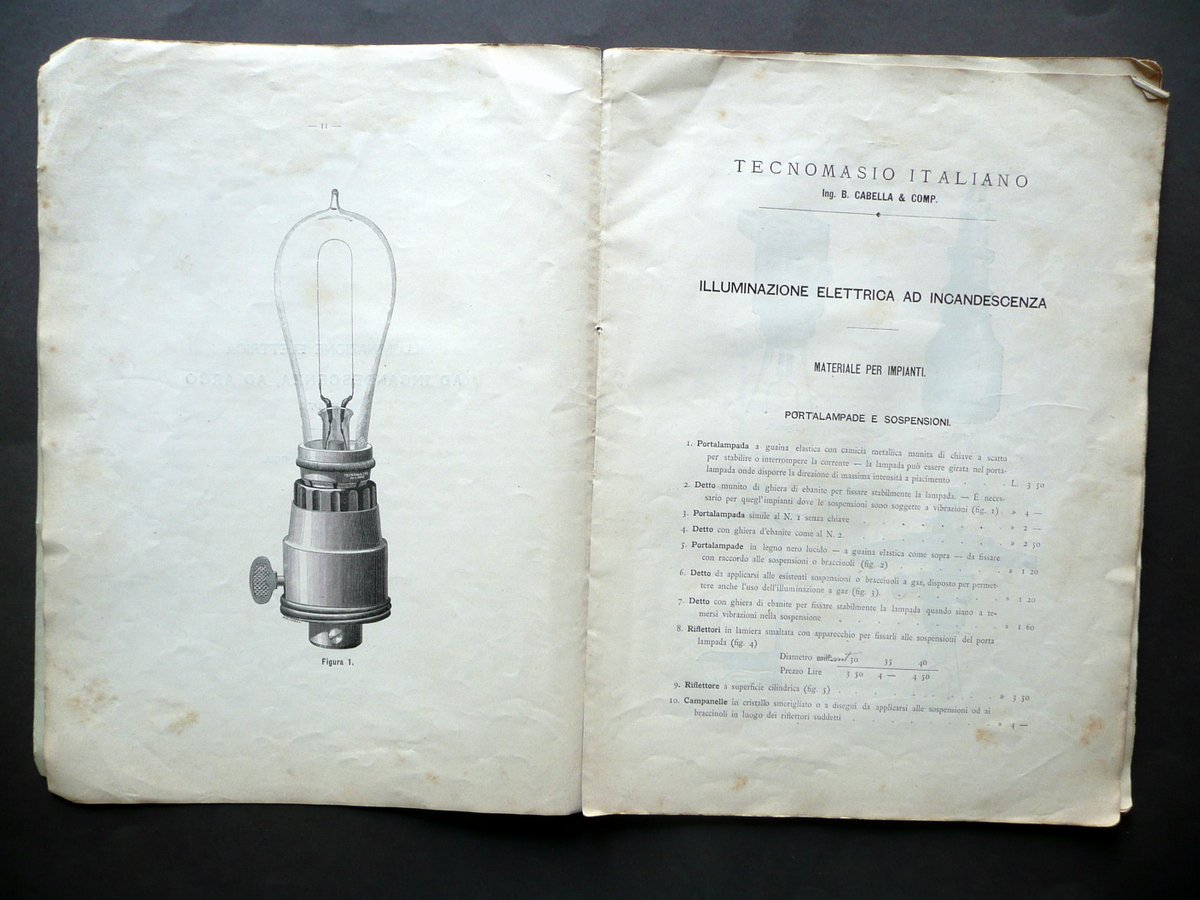 — 11 —
Figura 1.
TECNOMASIO ITALIANO
Ing. B. CABELLA & COMP.
ILLUMINAZIONE ELETTRICA AD INCANDESCENZA
MATERIALE PER IMPIANTI.
PORTALAMPADE E SOSPENSIONI.
1. Portalampada a guaina elastica con camicia metallica munita di chiave a scatto
per stabilire o interrompere la corrente — la lampada può essere girata nel porta-
lampada onde disporre la direzione di massima intensità a piacimento . . . . L. 3 50
2. Detto munito di ghiera di ebanite per fissare stabilmente la lampada. — È neces-
sario per quegl'impianti dove le sospensioni sono soggette a vibrazioni (fig. 1) . » 4 —
3. Portalampada simile al N. 1 senza chiave . . . . . . » 2 —
4. Detto con ghiera d'ebanite come al N. 2. . . . . . . » 2 50
5. Portalampade in legno nero lucido — a guaina elastica come sopra — da fissare
con raccordo alle sospensioni o bracciuoli (fig. 2) . . . . . » 1 20
6. Detto da applicarsi alle esistenti sospensioni o bracciuoli a gaz, disposto per permet-
tere anche l'uso dell'illuminazione a gaz (fig. 3). . . . . . » 1 20
7. Detto con ghiera di ebanite per fissare stabilmente la lampada quando siano a te-
mersi vibrazioni nella sospensione . . . . . . » 1 60
8. Riflettori in lamiera smaltata con apparecchio per fissarli alle sospensioni del porta
lampada (fig. 4)
Diametro 30 35 40
Prezzo Lire 3 50 4 — 4 50
9. Riflettore a superficie cilindrica (fig. 5) . . . . . . » 3 50
10. Campanelle in cristallo smerigliato o a disegni da applicarsi alle sospensioni od ai
bracciuoli in luogo dei riflettori suddetti . . . . . . » 4 —